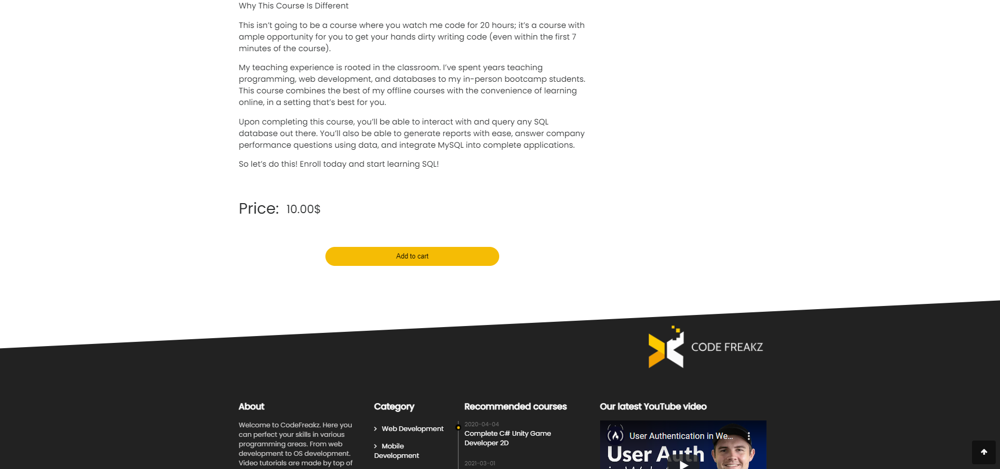 Why This Course Is Different
This isn’t going to be a course where you watch me code for 20 hours; it’s a course with
ample opportunity for you to get your hands dirty writing code (even within the first 7
minutes of the course).
My teaching experience is rooted in the classroom. I’ve spent years teaching
programming, web development, and databases to my in-person bootcamp students.
This course combines the best of my offline courses with the convenience of learning
online, in a setting that’s best for you.
Upon completing this course, you’ll be able to interact with and query any SQL
database out there. You’ll also be able to generate reports with ease, answer company
performance questions using data, and integrate MySQL into complete applications.
So let’s do this! Enroll today and start learning SQL!
Price: 10.00$
Add to cart
CODE FREAKZ
About
Welcome to CodeFreakz. Here you
can perfect your skills in various
programming areas. From web
development to OS development.
Video tutorials are made by top of
Category
Web Development
Mobile
Development
Recommended courses
2020-04-04
Complete C# Unity Game
Developer 2D
2021-03-01
Our latest YouTube video
User Authentication in We...
User Auth